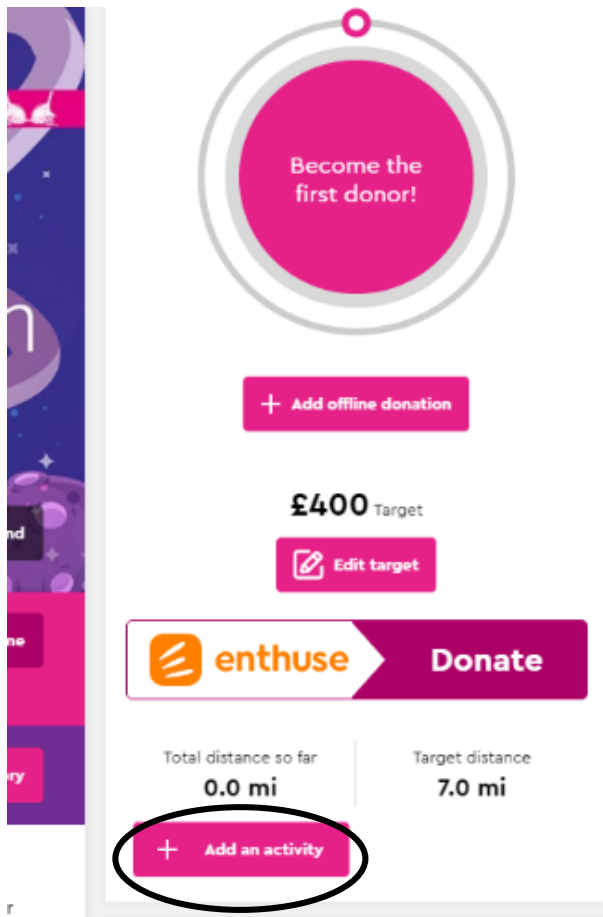 Become the
first donor!
+ Add offline donation
£400 Target
Edit target
enthuse Donate
Total distance so far
0.0 mi
Target distance
7.0 mi
+ Add an activity